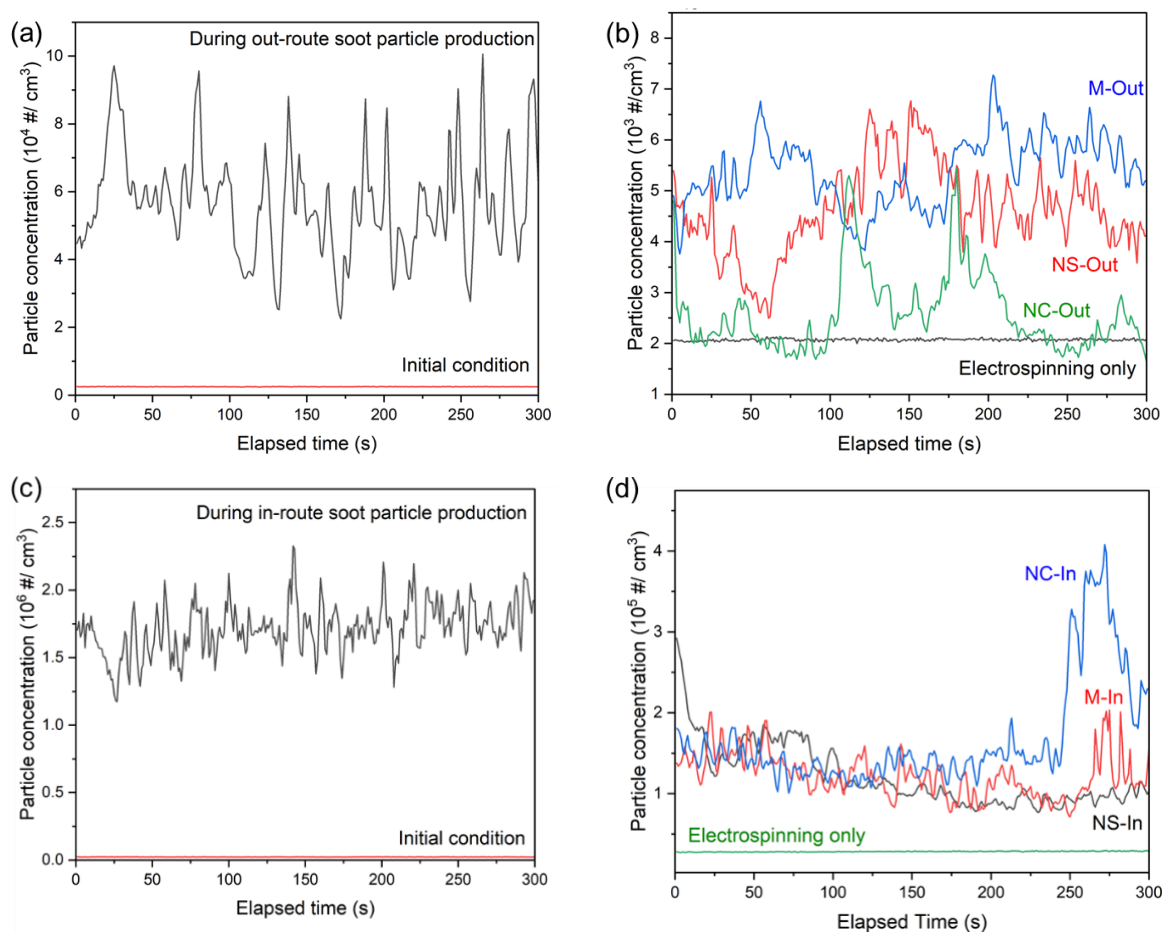 (a)
During out-route soot particle production
Particle concentration (10⁴ #/ cm³)
10
8
6
4
2
0
Initial condition
0 50 100 150 200 250 300
Elapsed time (s)
(b)
Particle concentration (10³ #/cm³)
8
7
6
5
4
3
2
1
M-Out
NS-Out
NC-Out
Electrospinning only
0 50 100 150 200 250 300
Elapsed time (s)
(c)
During in-route soot particle production
Particle concentration (10⁶ #/ cm³)
2.5
2.0
1.5
1.0
0.5
0.0
Initial condition
0 50 100 150 200 250 300
Elapsed time (s)
(d)
Particle concentration (10⁵ #/cm³)
4
3
2
1
NC-In
M-In
NS-In
Electrospinning only
0 50 100 150 200 250 300
Elapsed Time (s)